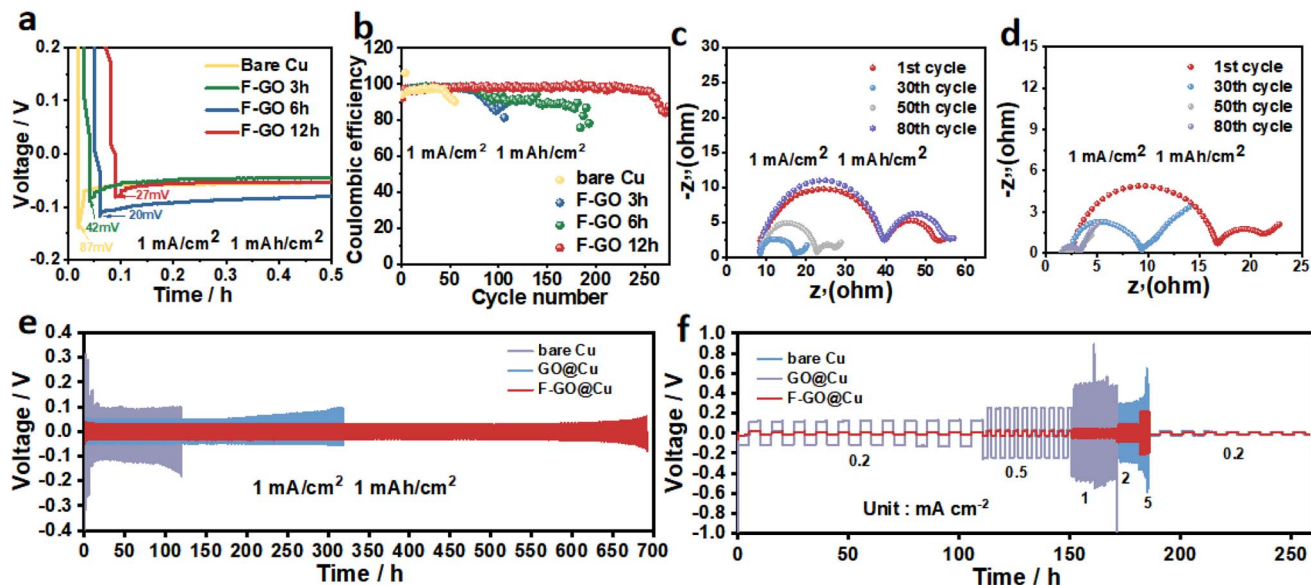 a
0.2
0.1
0.0
-0.1
-0.2
Voltage / V
Bare Cu
F-GO 3h
F-GO 6h
F-GO 12h
27mV
20mV
42mV
87mV
1 mA/cm² 1 mAh/cm²
0.0 0.1 0.2 0.3 0.4 0.5
Time / h
b
120
100
80
60
40
20
0
Coulombic efficiency
1 mA/cm² 1 mAh/cm²
bare Cu
F-GO 3h
F-GO 6h
F-GO 12h
0 50 100 150 200 250
Cycle number
c
30
25
20
15
10
5
0
-z''(ohm)
1st cycle
30th cycle
50th cycle
80th cycle
1 mA/cm² 1 mAh/cm²
0 10 20 30 40 50 60
z'(ohm)
d
15
12
9
6
3
0
-Z''(ohm)
1st cycle
30th cycle
50th cycle
80th cycle
1 mA/cm² 1 mAh/cm²
0 5 10 15 20 25
z'(ohm)
e
0.4
0.3
0.2
0.1
0.0
-0.1
-0.2
-0.3
-0.4
Voltage / V
bare Cu
GO@Cu
F-GO@Cu
1 mA/cm² 1 mAh/cm²
0 50 100 150 200 250 300 350 400 450 500 550 600 650 700
Time / h
f
1.0
0.8
0.6
0.4
0.2
0.0
-0.2
-0.4
-0.6
-0.8
-1.0
Voltage / V
bare Cu
GO@Cu
F-GO@Cu
0.2
0.5
1
2
5
0.2
Unit : mA cm⁻²
0 50 100 150 200 250
Time / h